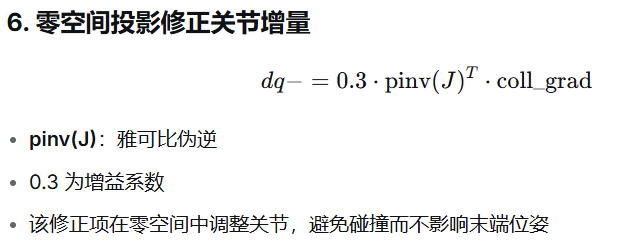 6. 零空间投影修正关节增量
dq− = 0.3 · pinv(J)^T · coll_grad
• pinv(J)：雅可比伪逆
• 0.3 为增益系数
• 该修正项在零空间中调整关节，避免碰撞而不影响末端位姿